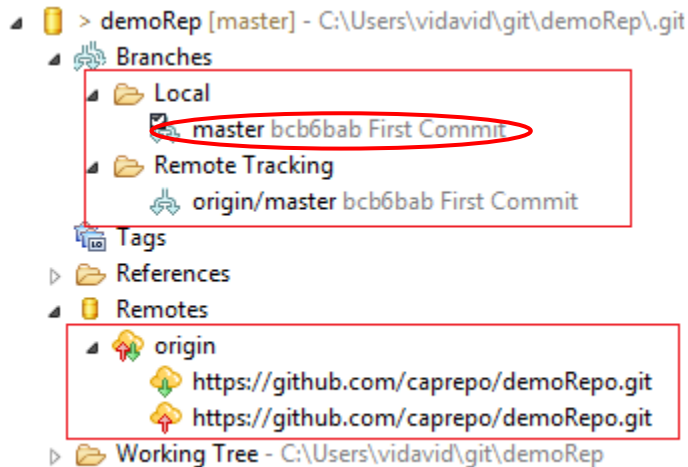 > demoRep [master] - C:\Users\vidavid\git\demoRep\.git
Branches
Local
master bcb6bab First Commit
Remote Tracking
origin/master bcb6bab First Commit
Tags
References
Remotes
origin
https://github.com/caprepo/demoRepo.git
https://github.com/caprepo/demoRepo.git
Working Tree - C:\Users\vidavid\git\demoRep